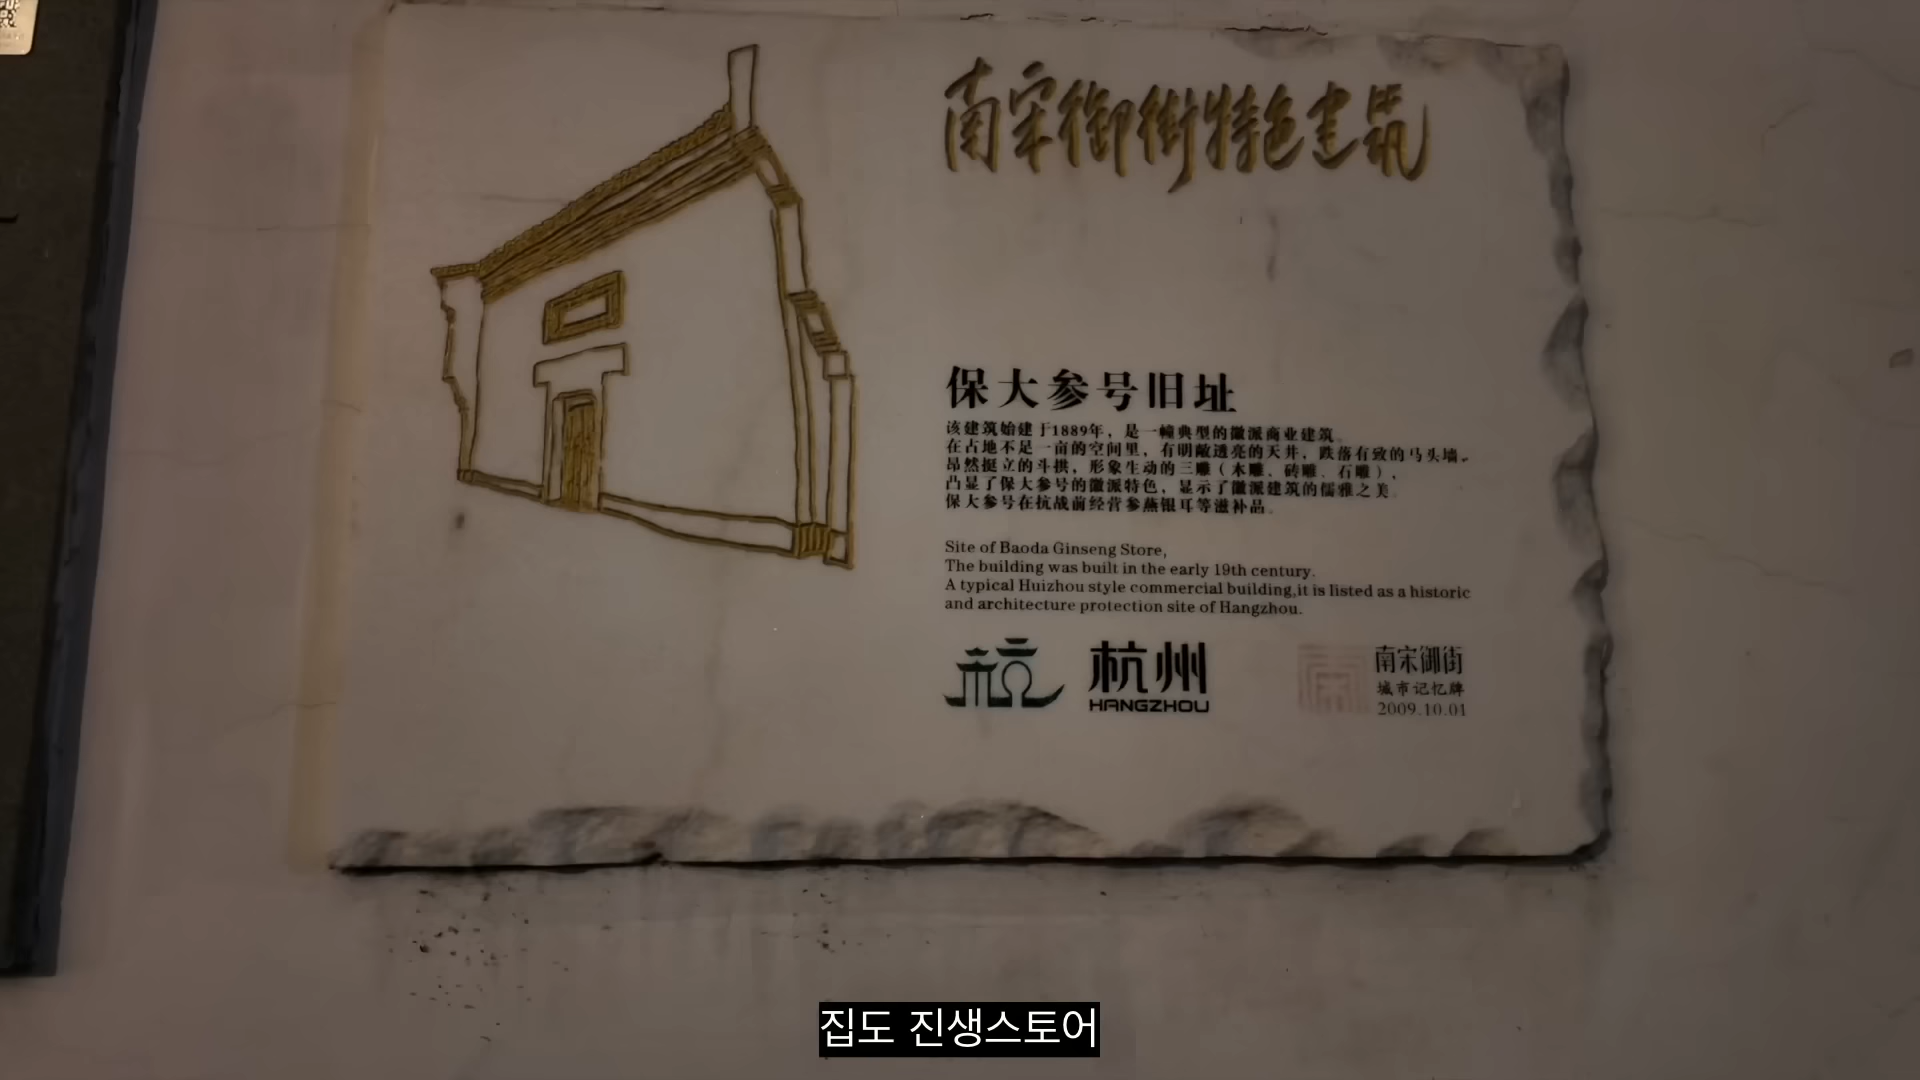 南宋御街特色建筑
保大参号旧址
该建筑始建于1889年，是一幢典型的徽派商业建筑。
在占地不足一亩的空间里，有明敞透亮的天井，跌落有致的马头墙。
昂然挺立的斗拱，形象生动的三雕（木雕、砖雕、石雕），
凸显了保大参号的徽派特色，显示了徽派建筑的儒雅之美。
保大参号在抗战前经营参燕银耳等滋补品。
Site of Baoda Ginseng Store,
The building was built in the early 19th century.
A typical Huizhou style commercial building,it is listed as a historic
and architecture protection site of Hangzhou.
杭州
HANGZHOU
南宋御街
城市记忆牌
2009.10.01
집도 진생스토어